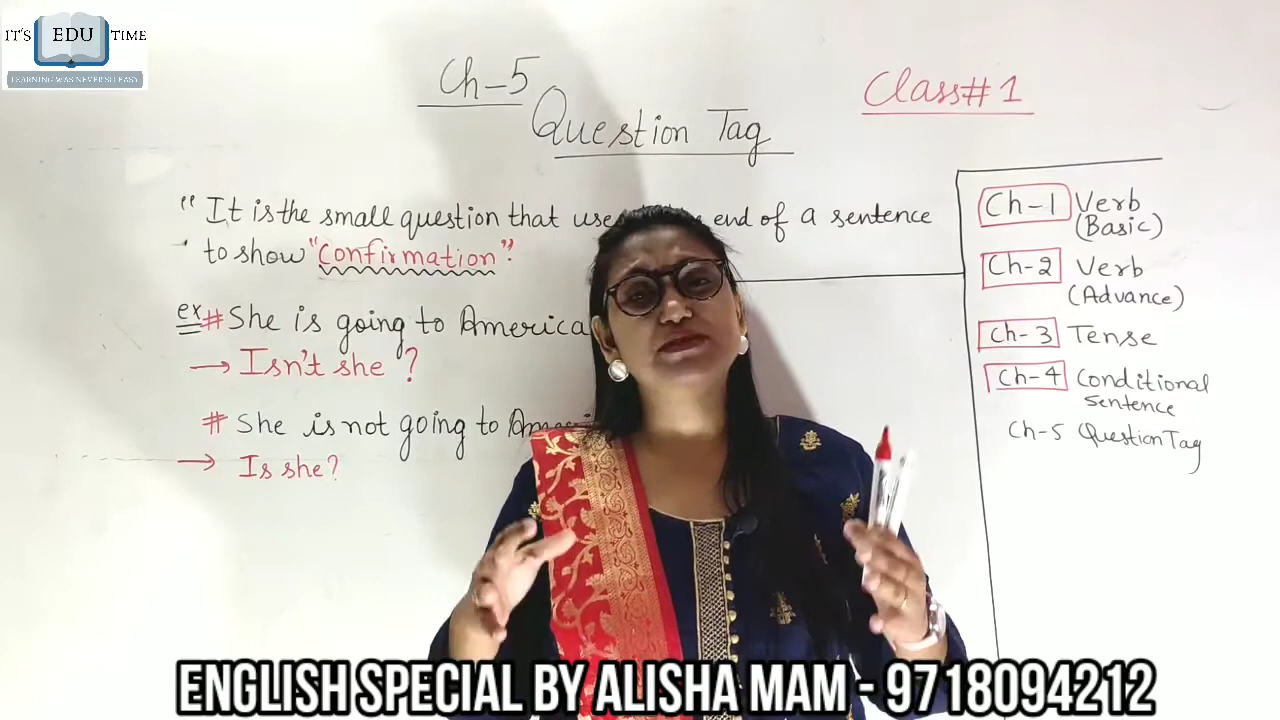 IT'S EDU TIME
LEARNING WAS NEVER SO EASY
Ch-5
Question Tag
Class#1
"It is the small question that use end of a sentence
to show "Confirmation"
ex # She is going to America
→ Isn't she?
# She is not going to
→ Is she?
Ch-1 Verb
(Basic)
Ch-2 Verb
(Advance)
Ch-3 Tense
Ch-4 Conditional
sentence
Ch-5 Question Tag
ENGLISH SPECIAL BY ALISHA MAM - 9718094212